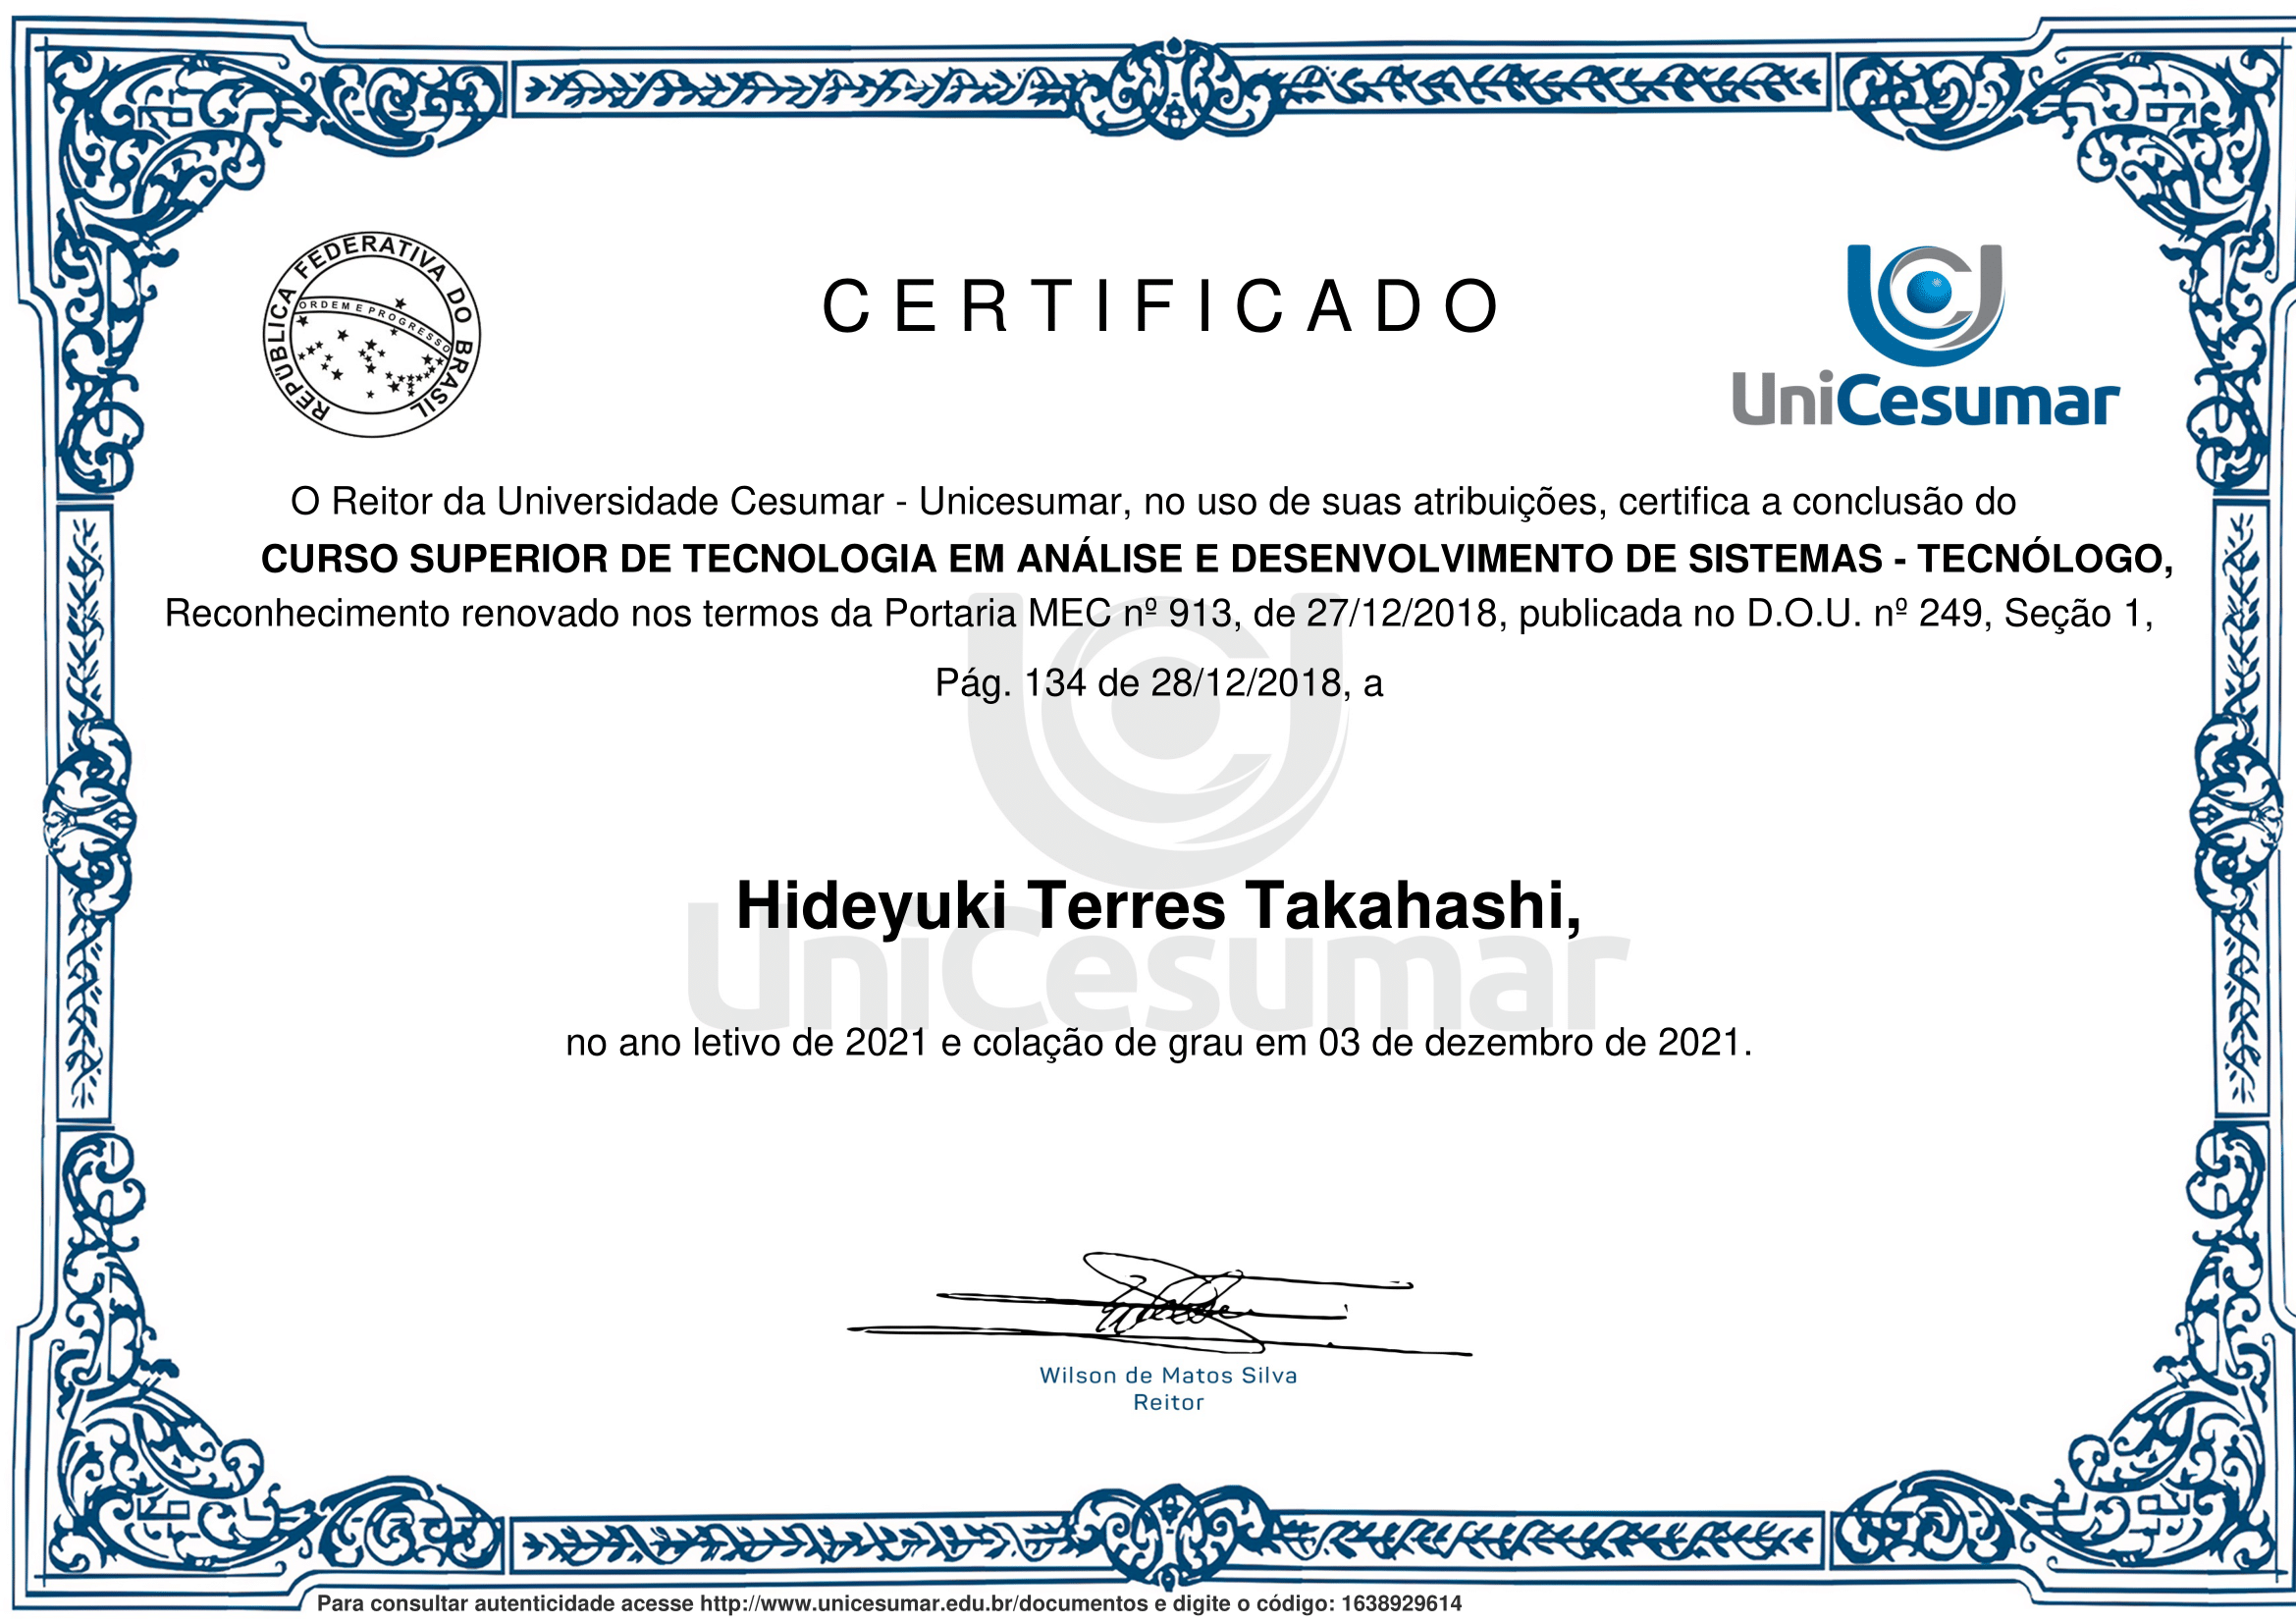 REPÚBLICA FEDERATIVA DO BRASIL
ORDEM E PROGRESSO
CERTIFICADO
UniCesumar
O Reitor da Universidade Cesumar - Unicesumar, no uso de suas atribuições, certifica a conclusão do
CURSO SUPERIOR DE TECNOLOGIA EM ANÁLISE E DESENVOLVIMENTO DE SISTEMAS - TECNÓLOGO,
Reconhecimento renovado nos termos da Portaria MEC nº 913, de 27/12/2018, publicada no D.O.U. nº 249, Seção 1,
Pág. 134 de 28/12/2018, a
Hideyuki Terres Takahashi,
UniCesumar
no ano letivo de 2021 e colação de grau em 03 de dezembro de 2021.
Wilson de Matos Silva
Reitor
Para consultar autenticidade acesse http://www.unicesumar.edu.br/documentos e digite o código: 1638929614